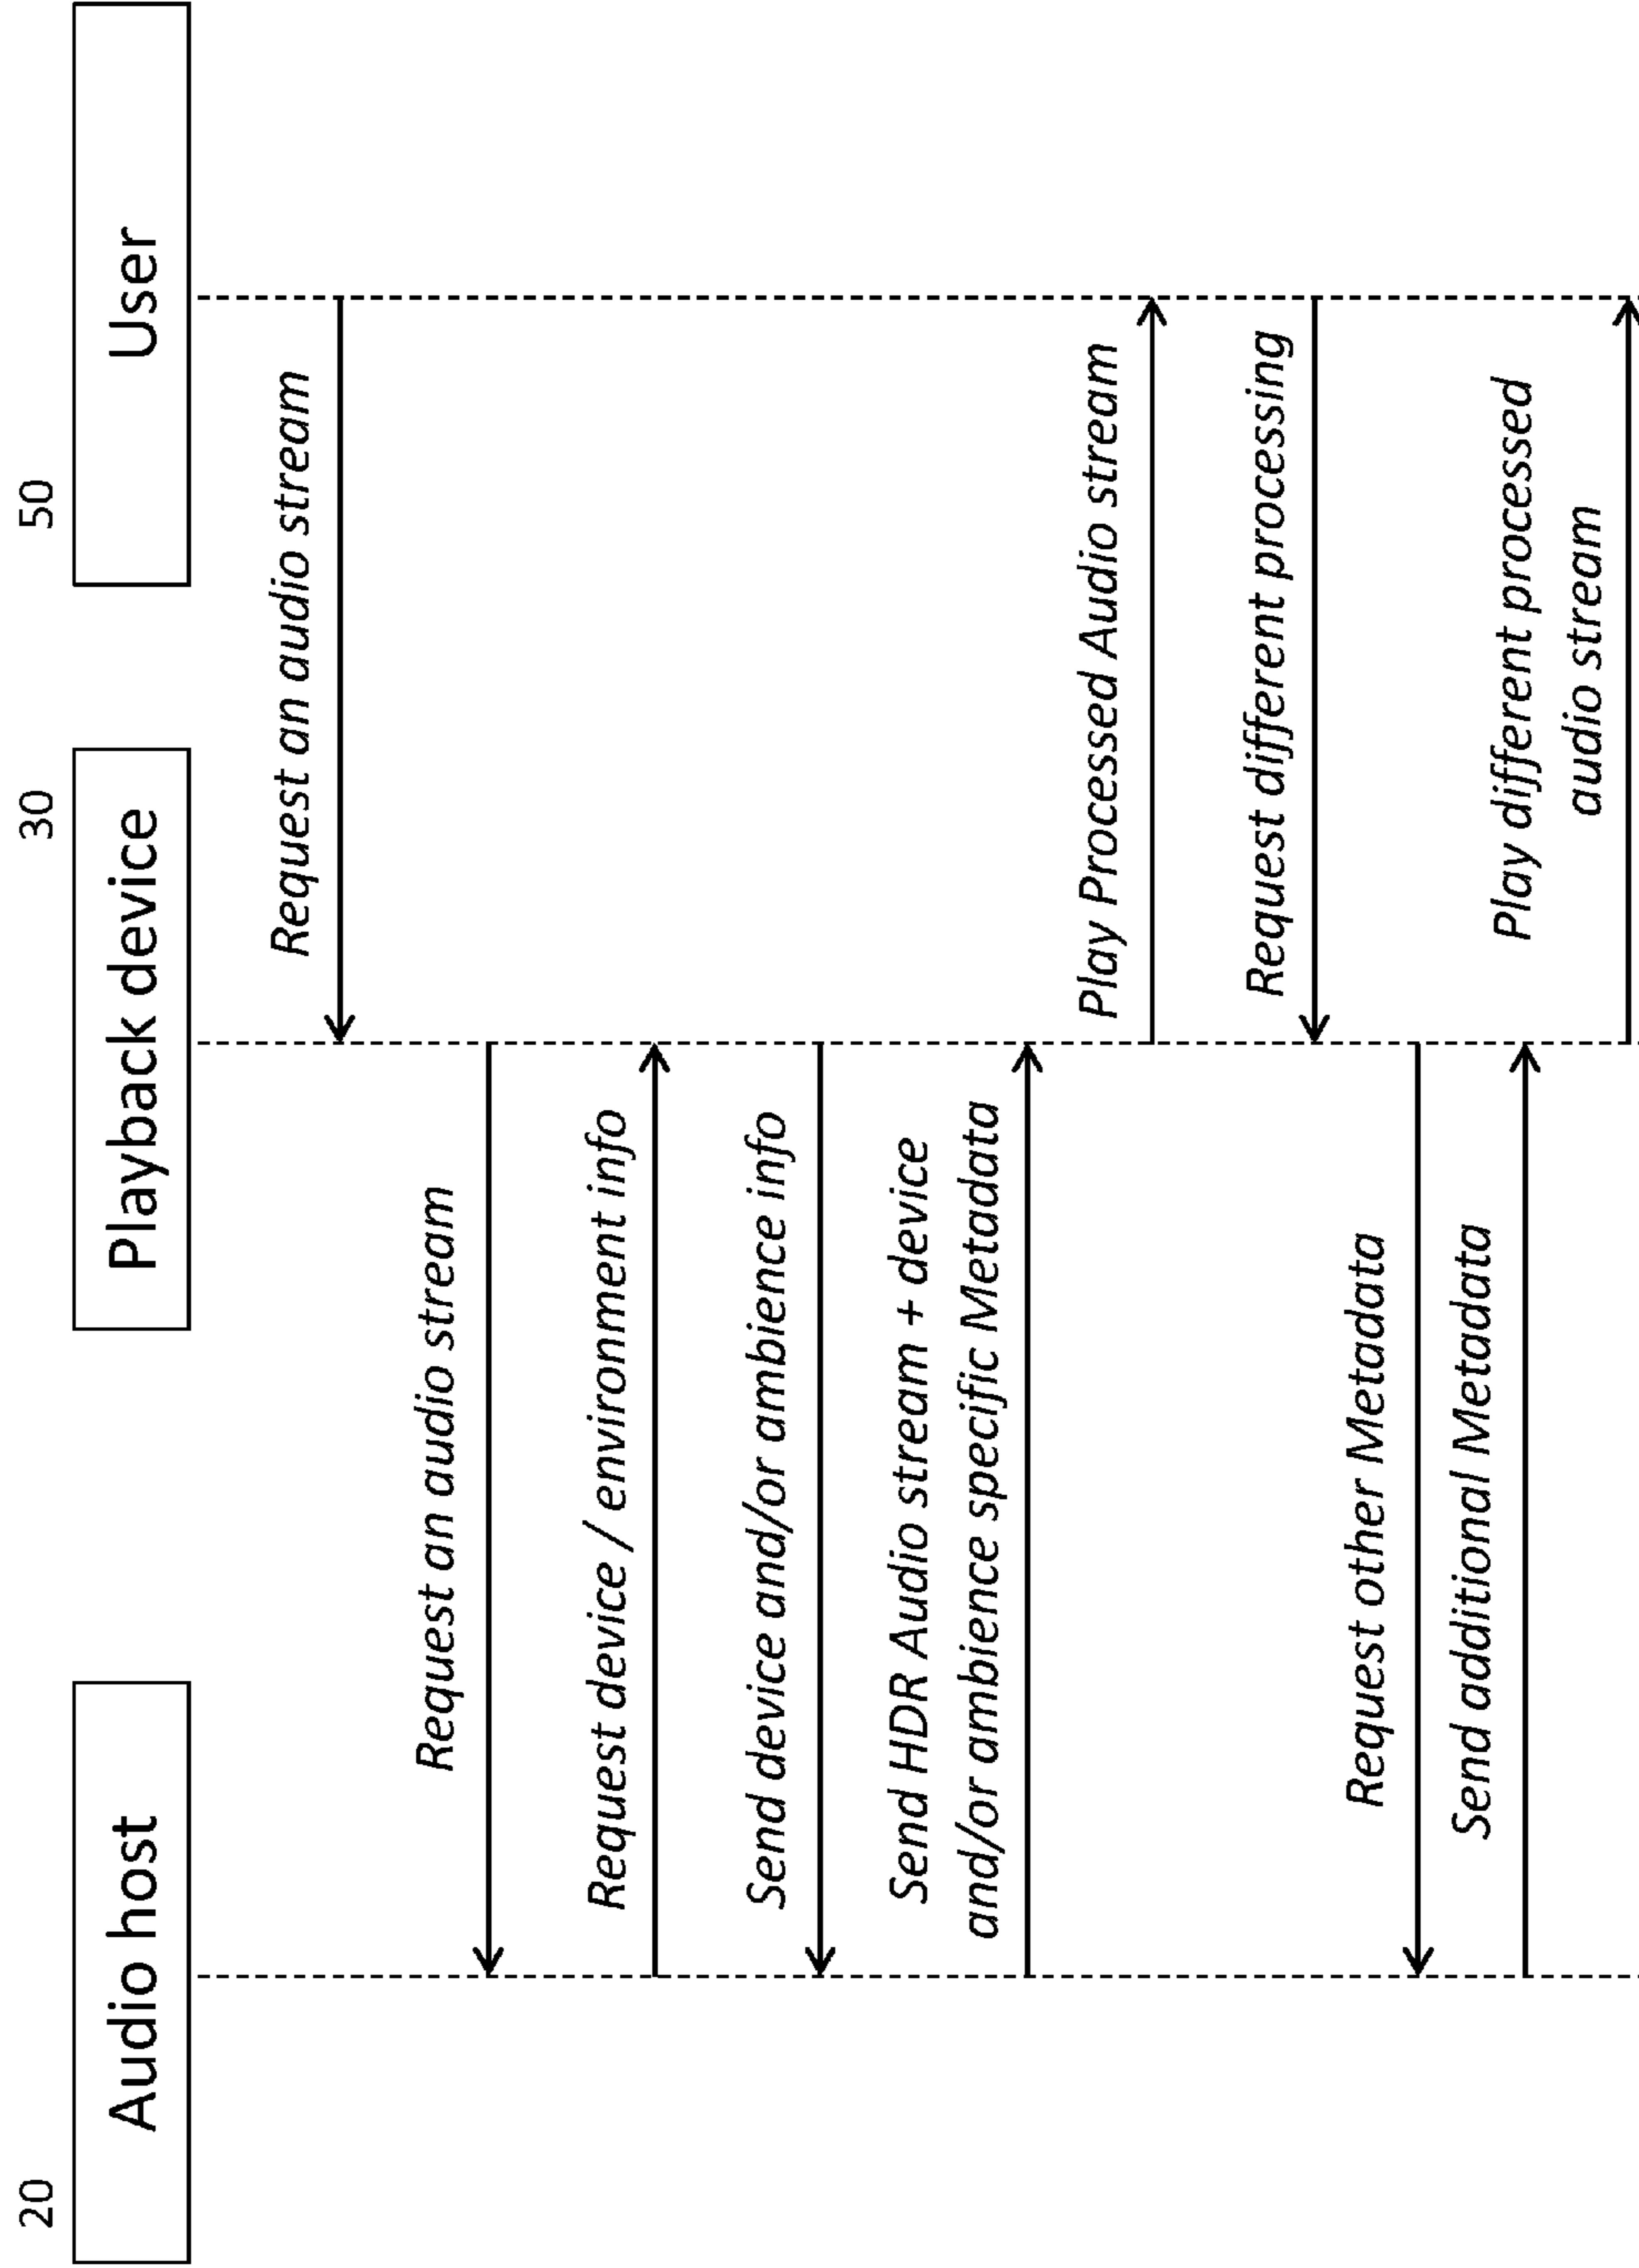 20
Audio host
30
Playback device
50
User
Request an audio stream
Request an audio stream
Request device / environment info
Send device and/or ambience info
Send HDR Audio stream + device
and/or ambience specific Metadata
Play Processed Audio stream
Request different processing
Request other Metadata
Send additional Metadata
Play different processed
audio stream